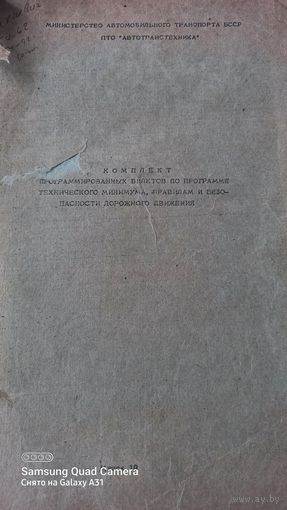 МИНИСТЕРСТВО АВТОМОБИЛЬНОГО ТРАНСПОРТА БССР
ПТО "АВТОТРАНСТЕХНИКА"
КОМПЛЕКТ
ПРОГРАММИРОВАННЫХ БИЛЕТОВ ПО ПРОГРАММЕ
ТЕХНИЧЕСКОГО МИНИМУМА, ПРАВИЛАМ И БЕЗО-
ПАСНОСТИ ДОРОЖНОГО ДВИЖЕНИЯ
Samsung Quad Camera
Снято на Galaxy A31
www.ay.by